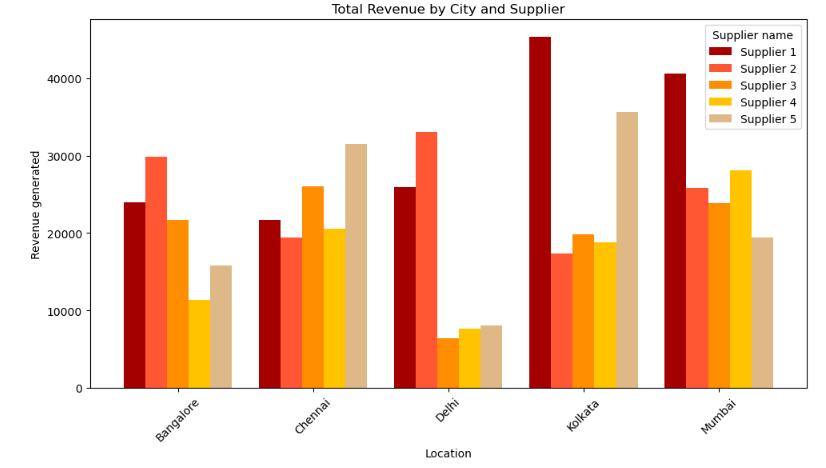 Total Revenue by City and Supplier
Supplier name
Supplier 1
Supplier 2
Supplier 3
Supplier 4
Supplier 5
Revenue generated
40000
30000
20000
10000
0
Bangalore
Chennai
Delhi
Kolkata
Mumbai
Location